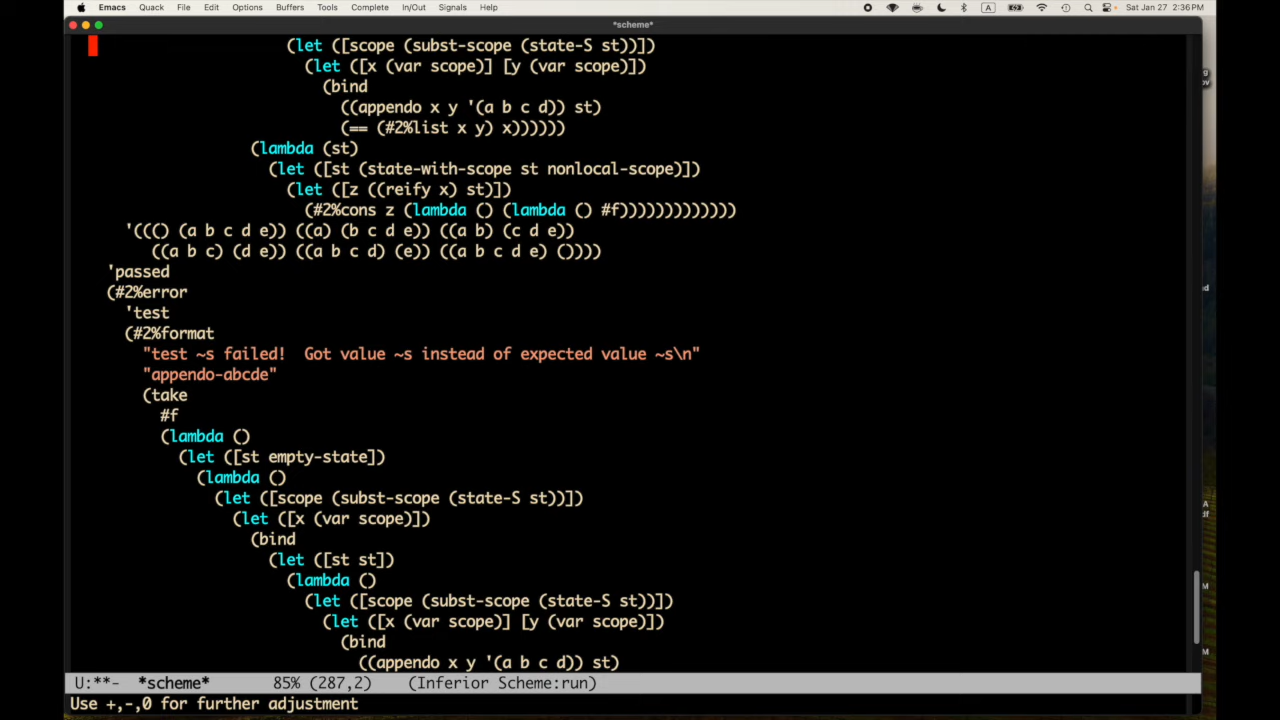 Emacs Quack File Edit Options Buffers Tools Complete In/Out Signals Help A Sat Jan 27 2:36 PM
*scheme*
(let ([scope (subst-scope (state-S st))])
(let ([x (var scope)] [y (var scope)])
(bind
((appendo x y '(a b c d)) st)
(== (#2%list x y) x))))))
(lambda (st)
(let ([st (state-with-scope st nonlocal-scope)])
(let ([z ((reify x) st)])
(#2%cons z (lambda () (lambda () #f)))))))))))))
'((() (a b c d e)) ((a) (b c d e)) ((a b) (c d e))
((a b c) (d e)) ((a b c d) (e)) ((a b c d e) ())))
'passed
(#2%error
'test
(#2%format
"test ~s failed!  Got value ~s instead of expected value ~s\n"
"appendo-abcde"
(take
#f
(lambda ()
(let ([st empty-state])
(lambda ()
(let ([scope (subst-scope (state-S st))])
(let ([x (var scope)])
(bind
(let ([st st])
(lambda ()
(let ([scope (subst-scope (state-S st))])
(let ([x (var scope)] [y (var scope)])
(bind
((appendo x y '(a b c d)) st)
U:**-  *scheme*       85% (287,2)    (Inferior Scheme:run)
Use +,-,0 for further adjustment